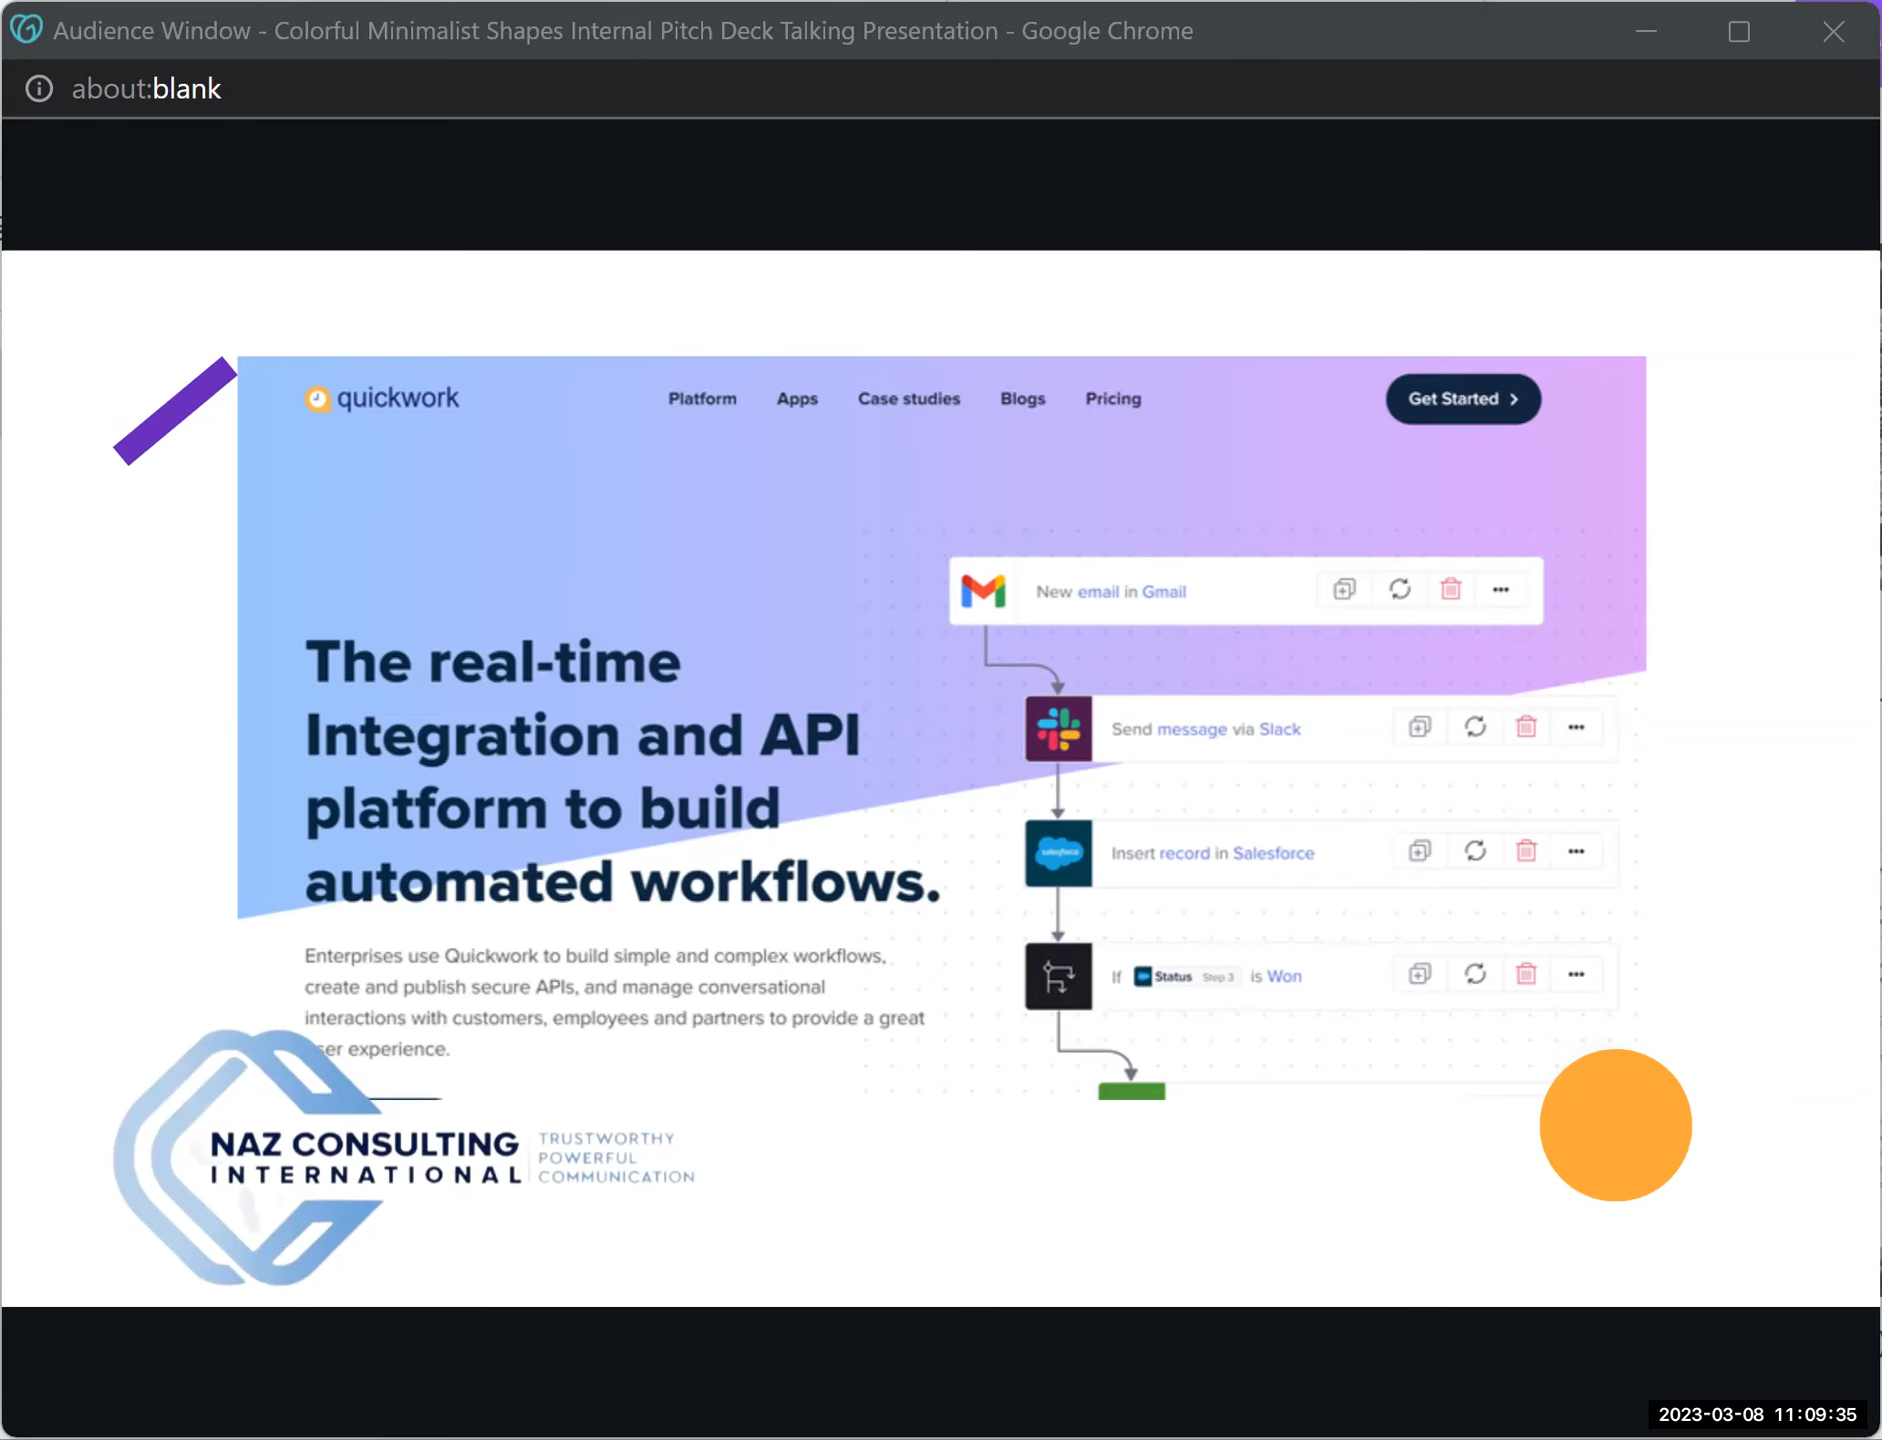 Audience Window - Colorful Minimalist Shapes Internal Pitch Deck Talking Presentation - Google Chrome
about:blank
quickwork
Platform Apps Case studies Blogs Pricing
Get Started
New email in Gmail
The real-time
Integration and API
platform to build
automated workflows.
Send message via Slack
salesforce
Insert record in Salesforce
If Status Step 3 is Won
Enterprises use Quickwork to build simple and complex workflows,
create and publish secure APIs, and manage conversational
interactions with customers, employees and partners to provide a great
ser experience.
NAZ CONSULTING
INTERNATIONAL
TRUSTWORTHY
POWERFUL
COMMUNICATION
2023-03-08 11:09:35